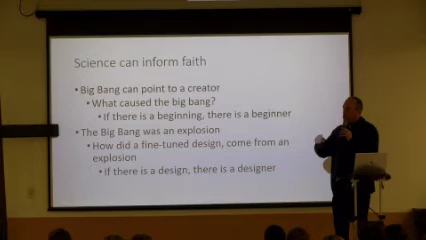 Science can inform faith
• Big Bang can point to a creator
• What caused the big bang?
• If there is a beginning, there is a beginner
• The Big Bang was an explosion
• How did a fine-tuned design, come from an
explosion
• If there is a design, there is a designer